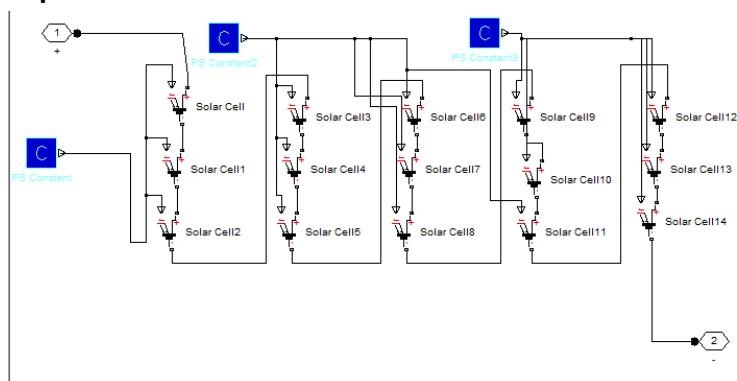 1
+
C
PS Constant2
C
PS Constant3
Solar Cell
Solar Cell3
Solar Cell6
Solar Cell9
Solar Cell12
C
PS Constant
Solar Cell1
Solar Cell4
Solar Cell7
Solar Cell10
Solar Cell13
Solar Cell2
Solar Cell5
Solar Cell8
Solar Cell11
Solar Cell14
2
-